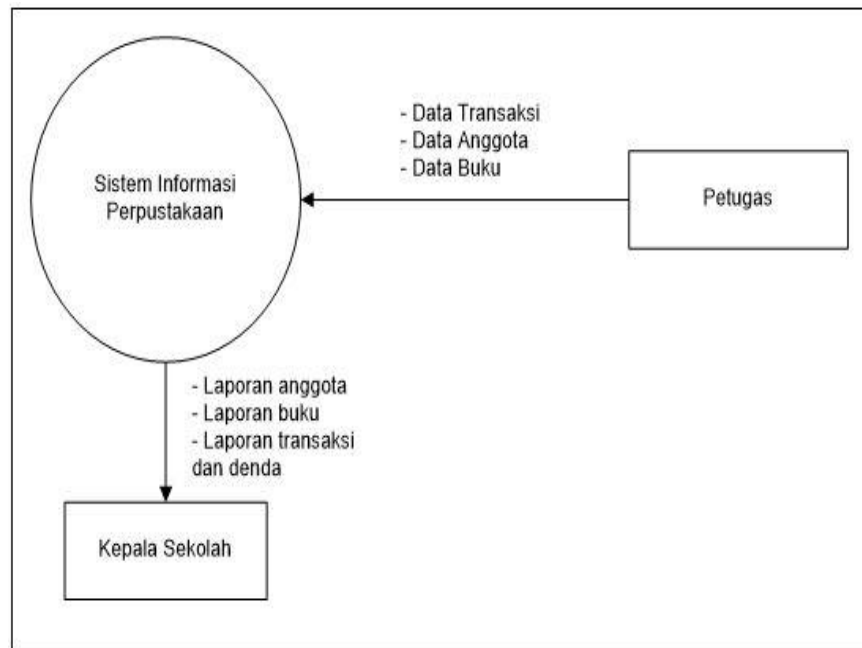 - Data Transaksi
- Data Anggota
- Data Buku
Sistem Informasi
Perpustakaan
Petugas
- Laporan anggota
- Laporan buku
- Laporan transaksi
dan denda
Kepala Sekolah